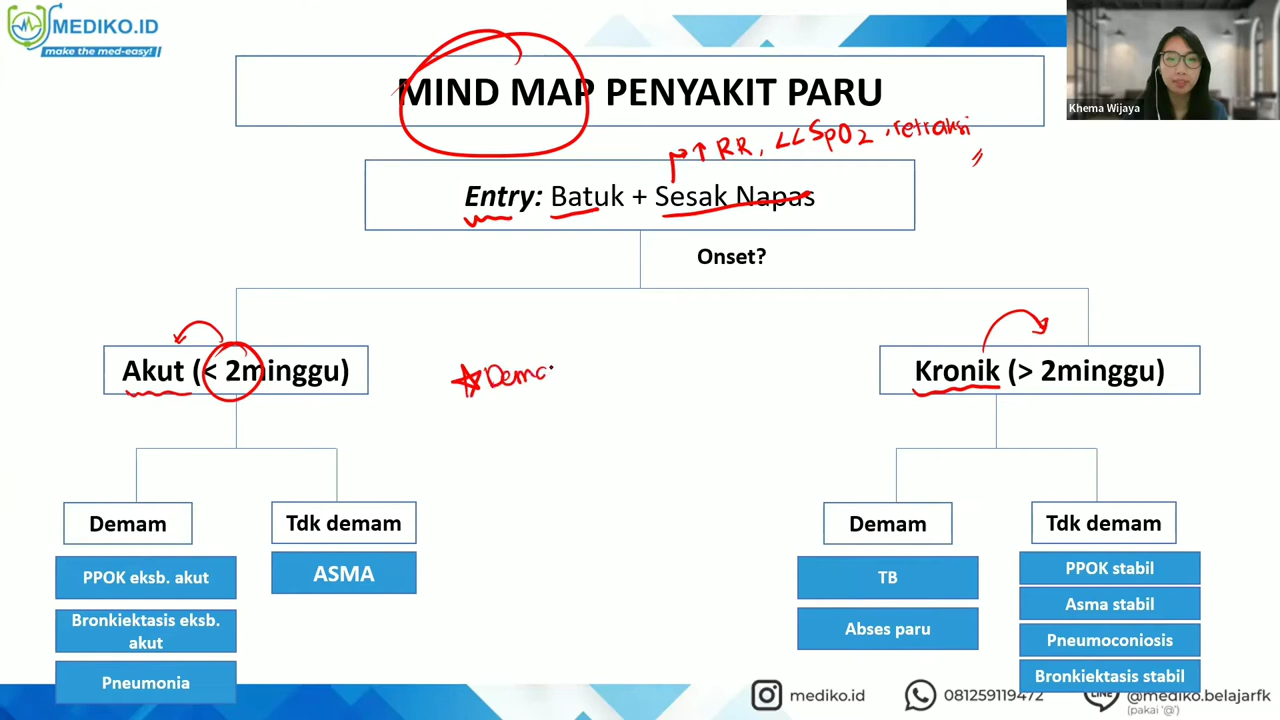 MEDIKO.ID
make the med-easy!
Khema Wijaya
MIND MAP PENYAKIT PARU
↑ RR, <<SpO2, retraksi
Entry: Batuk + Sesak Napas
Onset?
Akut (< 2minggu)
Dema
Kronik (> 2minggu)
Demam
Tdk demam
PPOK eksb. akut
Bronkiektasis eksb.
akut
Pneumonia
ASMA
Demam
Tdk demam
TB
Abses paru
PPOK stabil
Asma stabil
Pneumoconiosis
Bronkiektasis stabil
mediko.id
081259119472
LINE
@mediko.belajarfk
(pakai '@')